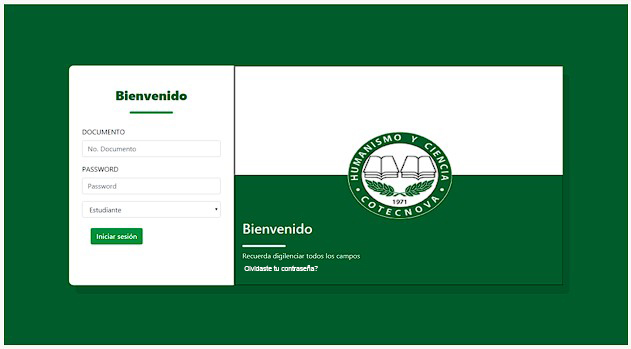 Bienvenido
DOCUMENTO
No. Documento
PASSWORD
Password
Estudiante
Iniciar sesión
HUMANISMO Y CIENCIA
1971
COTECNOVA
Bienvenido
Recuerda digilenciar todos los campos
Olvidaste tu contraseña?